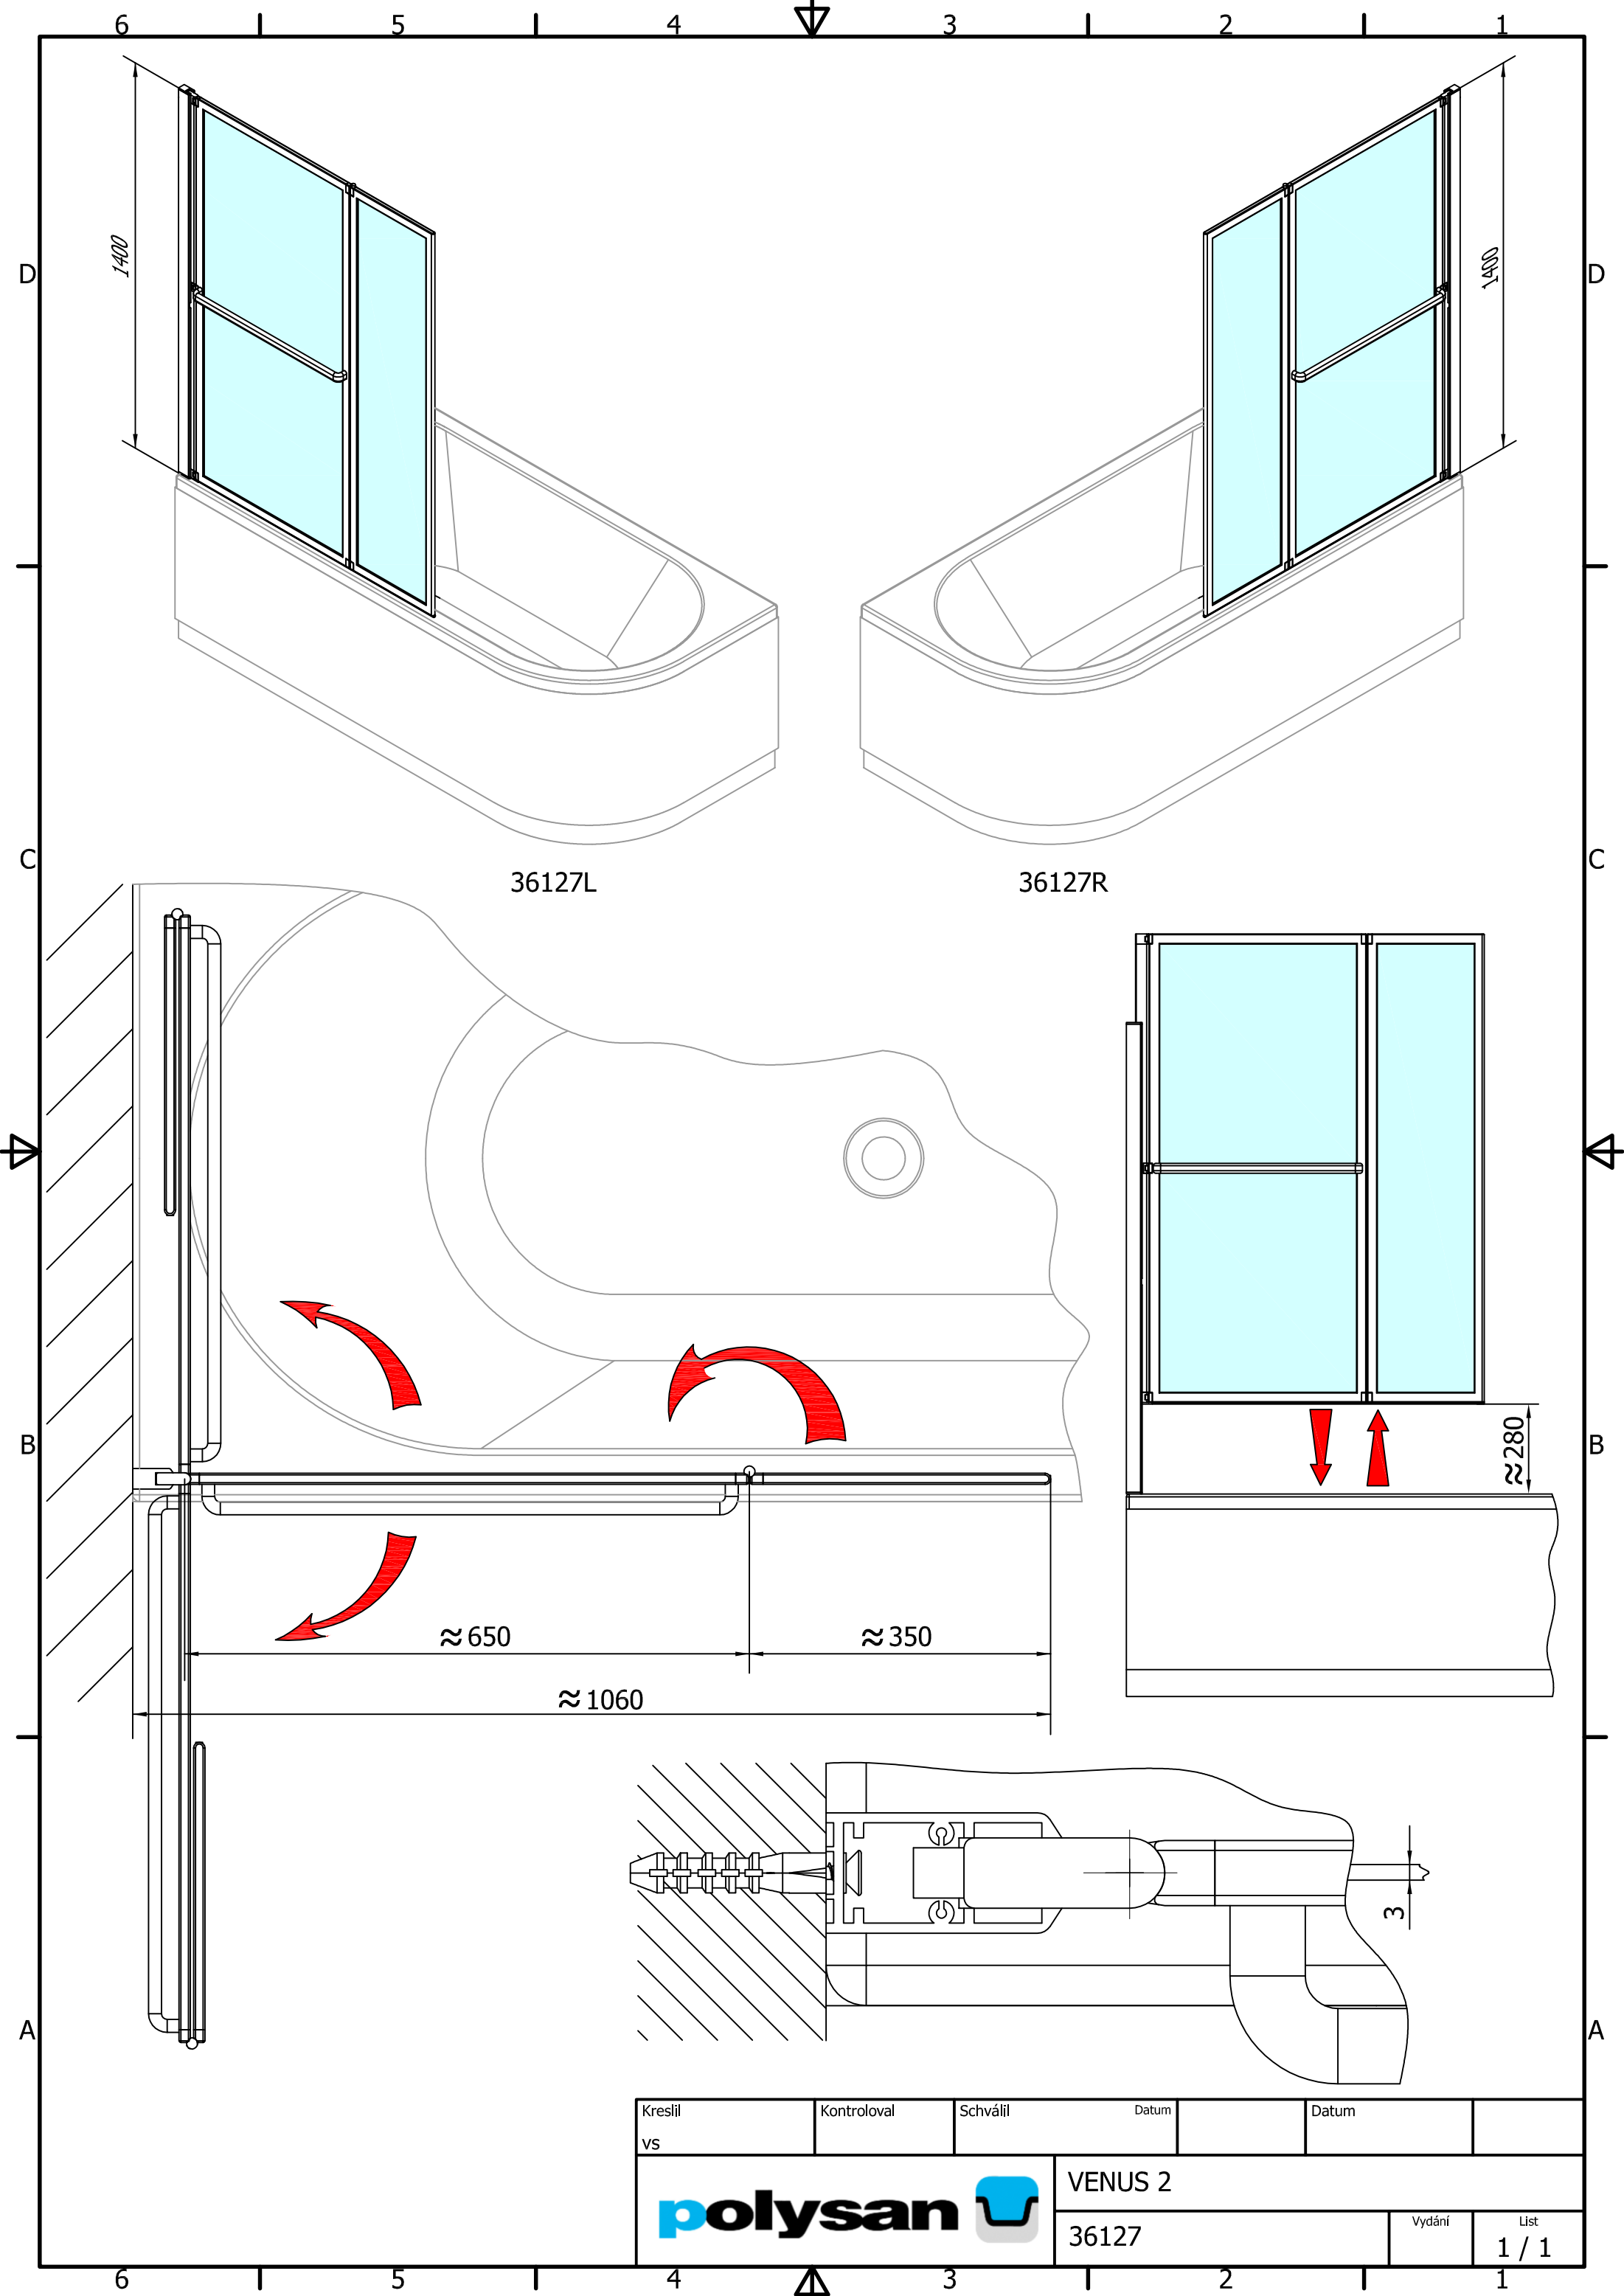 6 5 4 3 2 1
1400
1400
D D
C C
36127L 36127R
B B
≈280
≈650 ≈350
≈1060
3
A A
Kreslil Kontroloval Schválil Datum Datum
vs
polysan
VENUS 2
36127
Vydání List
1 / 1
6 5 4 3 2 1